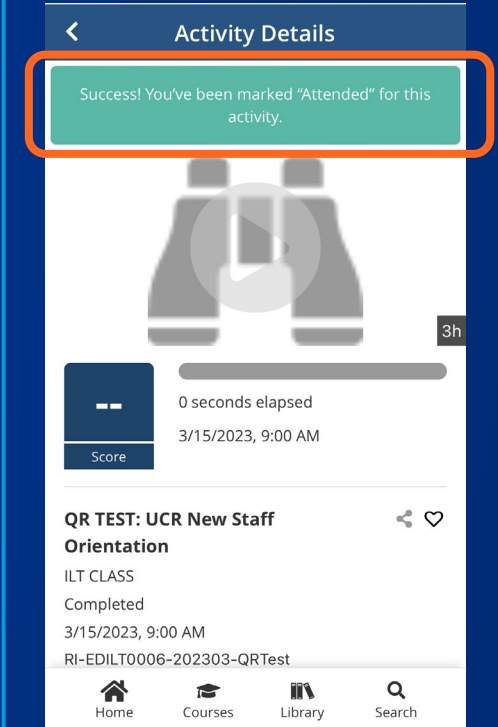 Activity Details
Success! You've been marked “Attended” for this
activity.
3h
--
Score
0 seconds elapsed
3/15/2023, 9:00 AM
QR TEST: UCR New Staff
Orientation
ILT CLASS
Completed
3/15/2023, 9:00 AM
RI-EDILT0006-202303-QRTest
Home
Courses
Library
Search